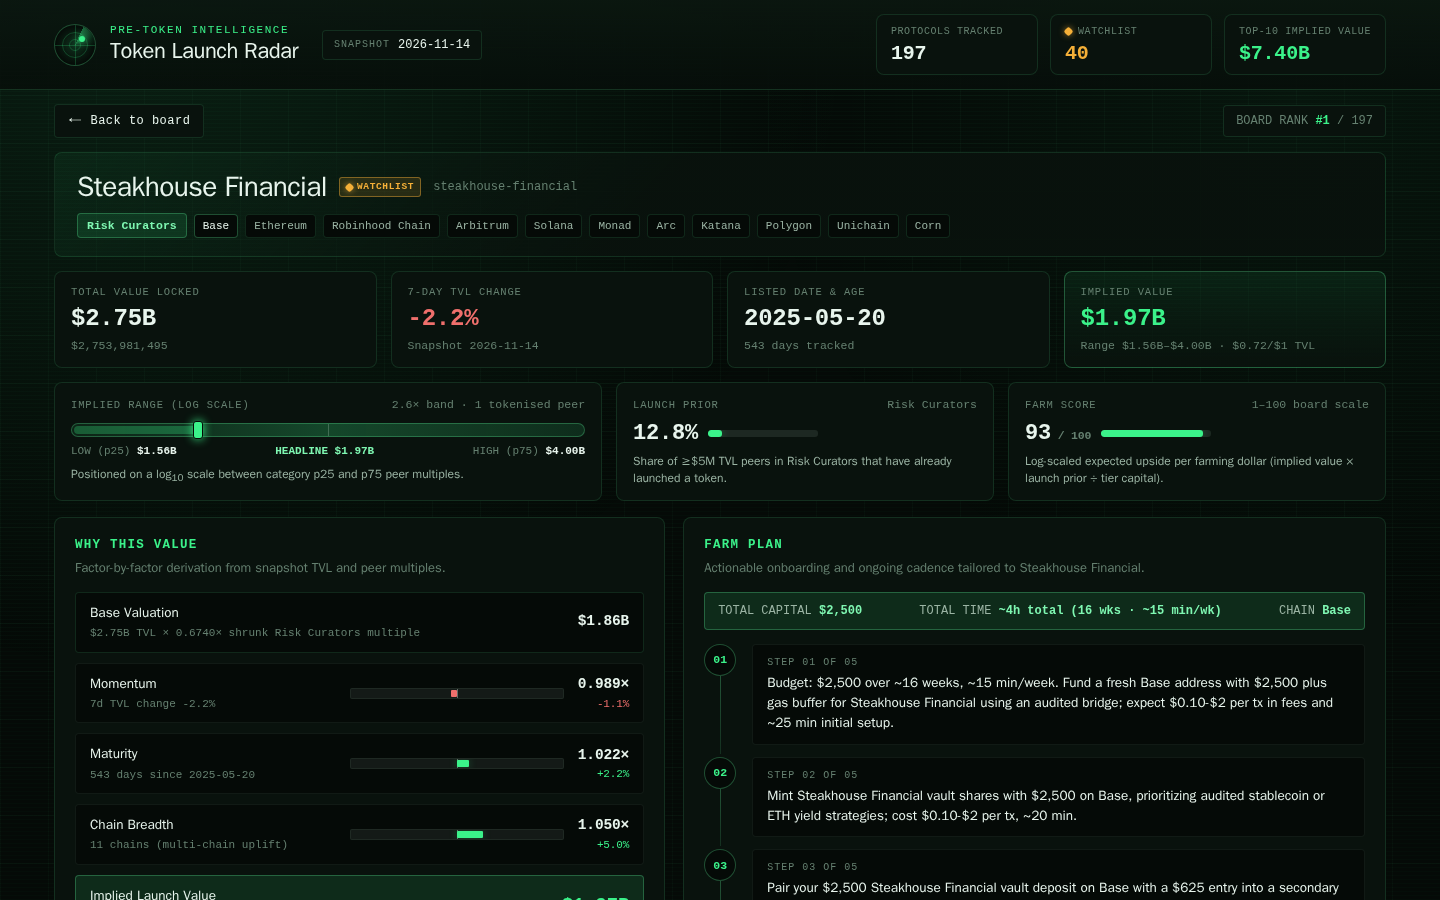 PRE-TOKEN INTELLIGENCE
Token Launch Radar
SNAPSHOT 2026-11-14
PROTOCOLS TRACKED
197
WATCHLIST
40
TOP-10 IMPLIED VALUE
$7.40B
← Back to board
BOARD RANK #1 / 197
Steakhouse Financial WATCHLIST steakhouse-financial
Risk Curators Base Ethereum Robinhood Chain Arbitrum Solana Monad Arc Katana Polygon Unichain Corn
TOTAL VALUE LOCKED
$2.75B
$2,753,981,495
7-DAY TVL CHANGE
-2.2%
Snapshot 2026-11-14
LISTED DATE & AGE
2025-05-20
543 days tracked
IMPLIED VALUE
$1.97B
Range $1.56B–$4.00B · $0.72/$1 TVL
IMPLIED RANGE (LOG SCALE) 2.6× band · 1 tokenised peer
LOW (p25) $1.56B HEADLINE $1.97B HIGH (p75) $4.00B
Positioned on a log10 scale between category p25 and p75 peer multiples.
LAUNCH PRIOR Risk Curators
12.8%
Share of ≥$5M TVL peers in Risk Curators that have already
launched a token.
FARM SCORE 1–100 board scale
93 / 100
Log-scaled expected upside per farming dollar (implied value ×
launch prior ÷ tier capital).
WHY THIS VALUE
Factor-by-factor derivation from snapshot TVL and peer multiples.
Base Valuation
$2.75B TVL × 0.6740× shrunk Risk Curators multiple
$1.86B
Momentum
7d TVL change -2.2%
0.989×
-1.1%
Maturity
543 days since 2025-05-20
1.022×
+2.2%
Chain Breadth
11 chains (multi-chain uplift)
1.050×
+5.0%
Implied Launch Value
$1.97B
FARM PLAN
Actionable onboarding and ongoing cadence tailored to Steakhouse Financial.
TOTAL CAPITAL $2,500 TOTAL TIME ~4h total (16 wks · ~15 min/wk) CHAIN Base
01
STEP 01 OF 05
Budget: $2,500 over ~16 weeks, ~15 min/week. Fund a fresh Base address with $2,500 plus
gas buffer for Steakhouse Financial using an audited bridge; expect $0.10-$2 per tx in fees and
~25 min initial setup.
02
STEP 02 OF 05
Mint Steakhouse Financial vault shares with $2,500 on Base, prioritizing audited stablecoin or
ETH yield strategies; cost $0.10-$2 per tx, ~20 min.
03
STEP 03 OF 05
Pair your $2,500 Steakhouse Financial vault deposit on Base with a $625 entry into a secondary